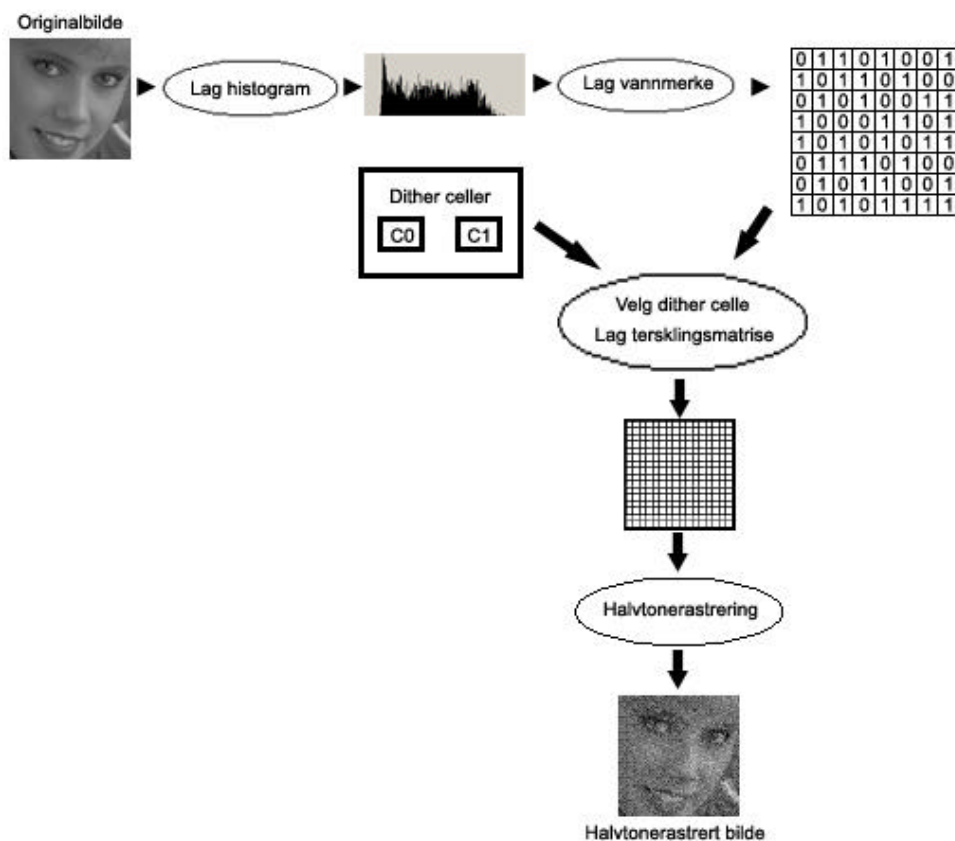 Originalbilde
Lag histogram
Lag vannmerke
0 1 1 0 1 0 0 1
1 0 1 1 0 1 0 0
0 1 0 1 0 0 1 1
1 0 0 0 1 1 0 1
1 0 1 0 1 0 1 1
0 1 1 1 0 1 0 0
0 1 0 1 1 0 0 1
1 0 1 0 1 1 1 1
Dither celler
C0 C1
Velg dither celle
Lag tersklingsmatrise
Halvtonerastrering
Halvtonerastrert bilde